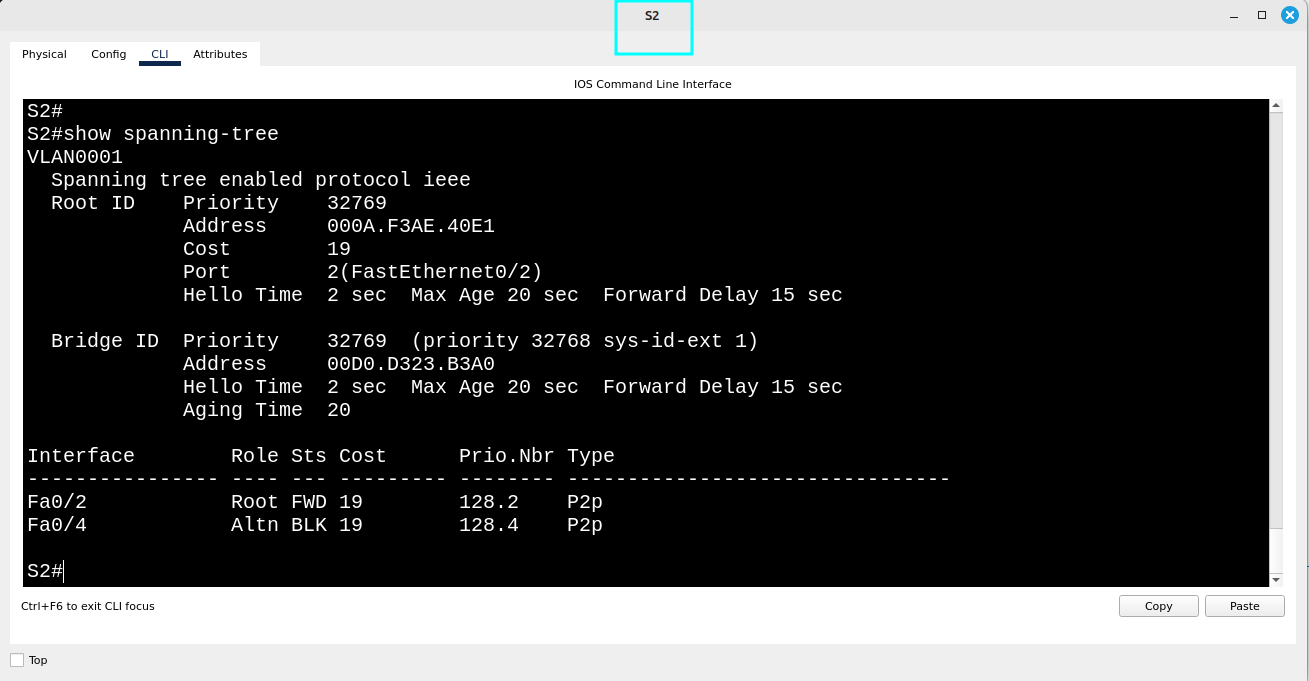 S2
Physical Config CLI Attributes
IOS Command Line Interface
S2#
S2#show spanning-tree
VLAN0001
  Spanning tree enabled protocol ieee
  Root ID    Priority    32769
             Address     000A.F3AE.40E1
             Cost        19
             Port        2(FastEthernet0/2)
             Hello Time  2 sec  Max Age 20 sec  Forward Delay 15 sec

  Bridge ID  Priority    32769  (priority 32768 sys-id-ext 1)
             Address     00D0.D323.B3A0
             Hello Time  2 sec  Max Age 20 sec  Forward Delay 15 sec
             Aging Time  20

Interface        Role Sts Cost      Prio.Nbr Type
---------------- ---- --- --------- -------- --------------------------------
Fa0/2            Root FWD 19        128.2    P2p
Fa0/4            Altn BLK 19        128.4    P2p

S2#
Ctrl+F6 to exit CLI focus
Copy Paste
Top